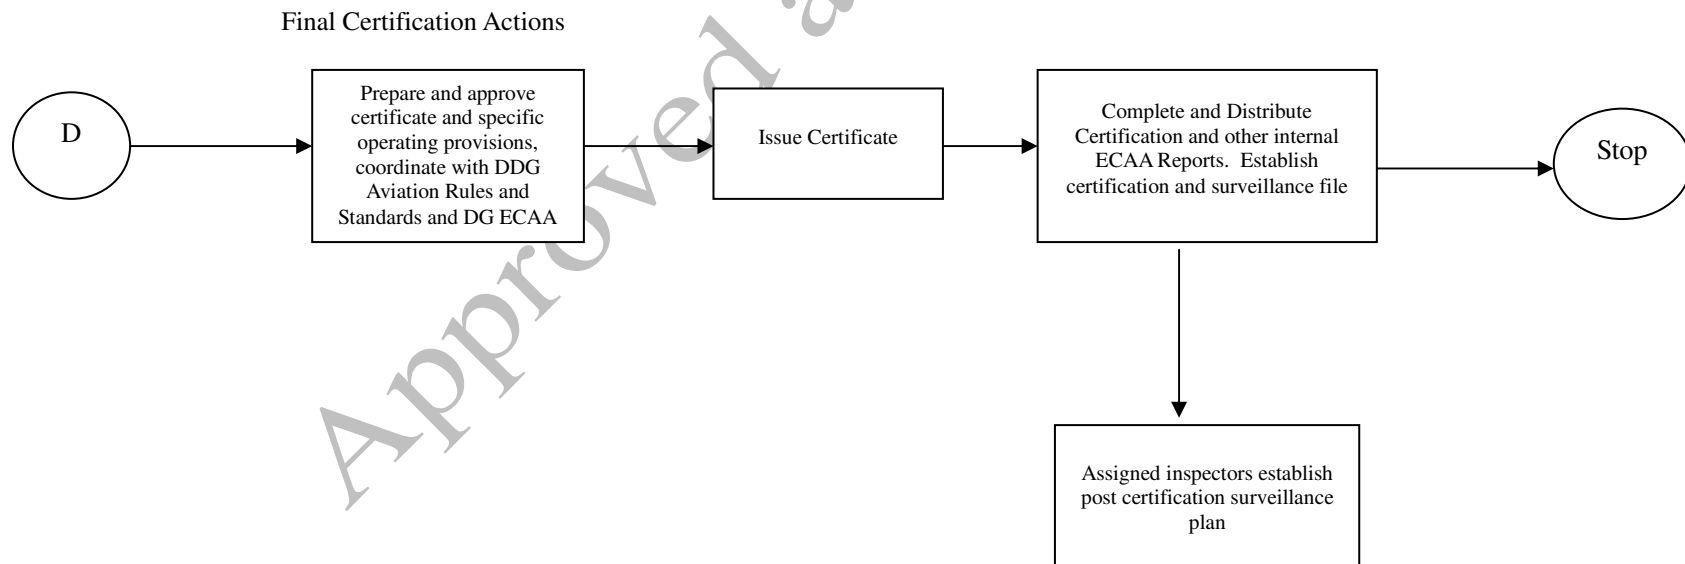 Final Certification Actions
D
Prepare and approve
certificate and specific
operating provisions,
coordinate with DDG
Aviation Rules and
Standards and DG ECAA
Issue Certificate
Complete and Distribute
Certification and other internal
ECAA Reports.  Establish
certification and surveillance file
Stop
Assigned inspectors establish
post certification surveillance
plan
Approved a